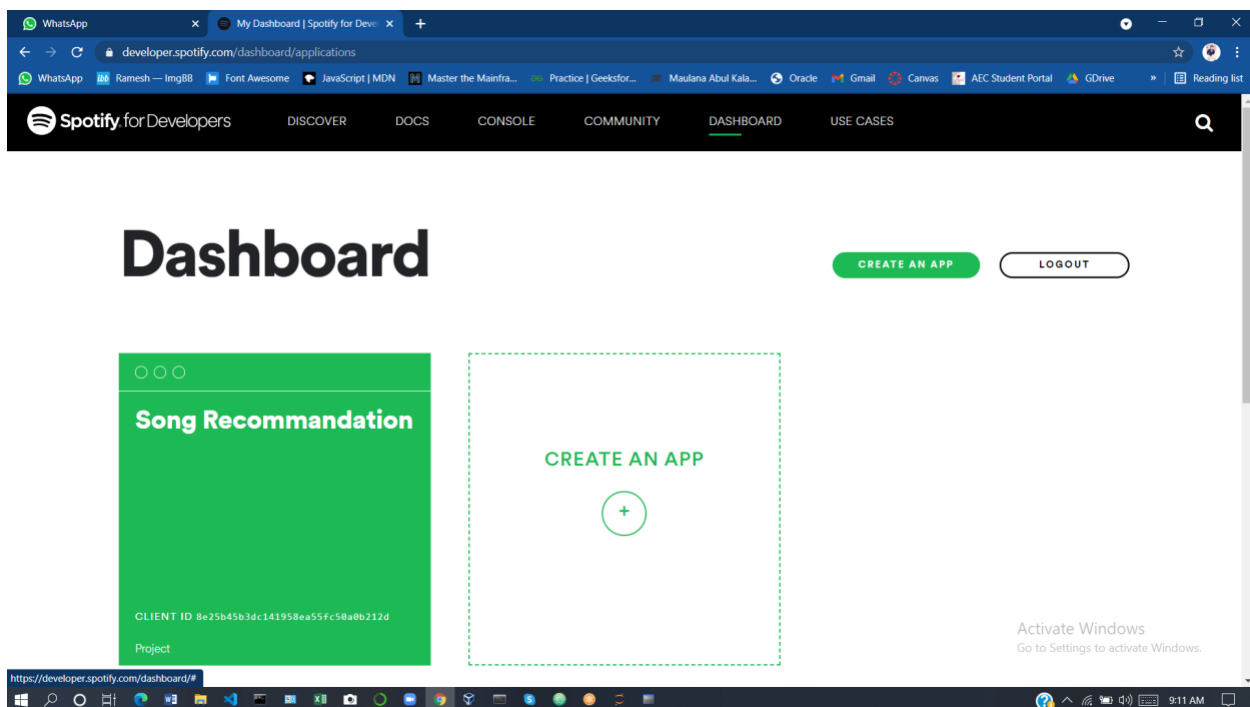 WhatsApp
My Dashboard | Spotify for Deve
developer.spotify.com/dashboard/applications
WhatsApp Ramesh — ImgBB Font Awesome JavaScript | MDN Master the Mainfra... Practice | Geeksfor... Maulana Abul Kala... Oracle Gmail Canvas AEC Student Portal GDrive » Reading list
Spotify for Developers DISCOVER DOCS CONSOLE COMMUNITY DASHBOARD USE CASES
Dashboard
CREATE AN APP LOGOUT
Song Recommandation
CLIENT ID 8e25b45b3dc141958ea55fc50a0b212d
Project
CREATE AN APP
+
Activate Windows
Go to Settings to activate Windows.
https://developer.spotify.com/dashboard/#
9:11 AM